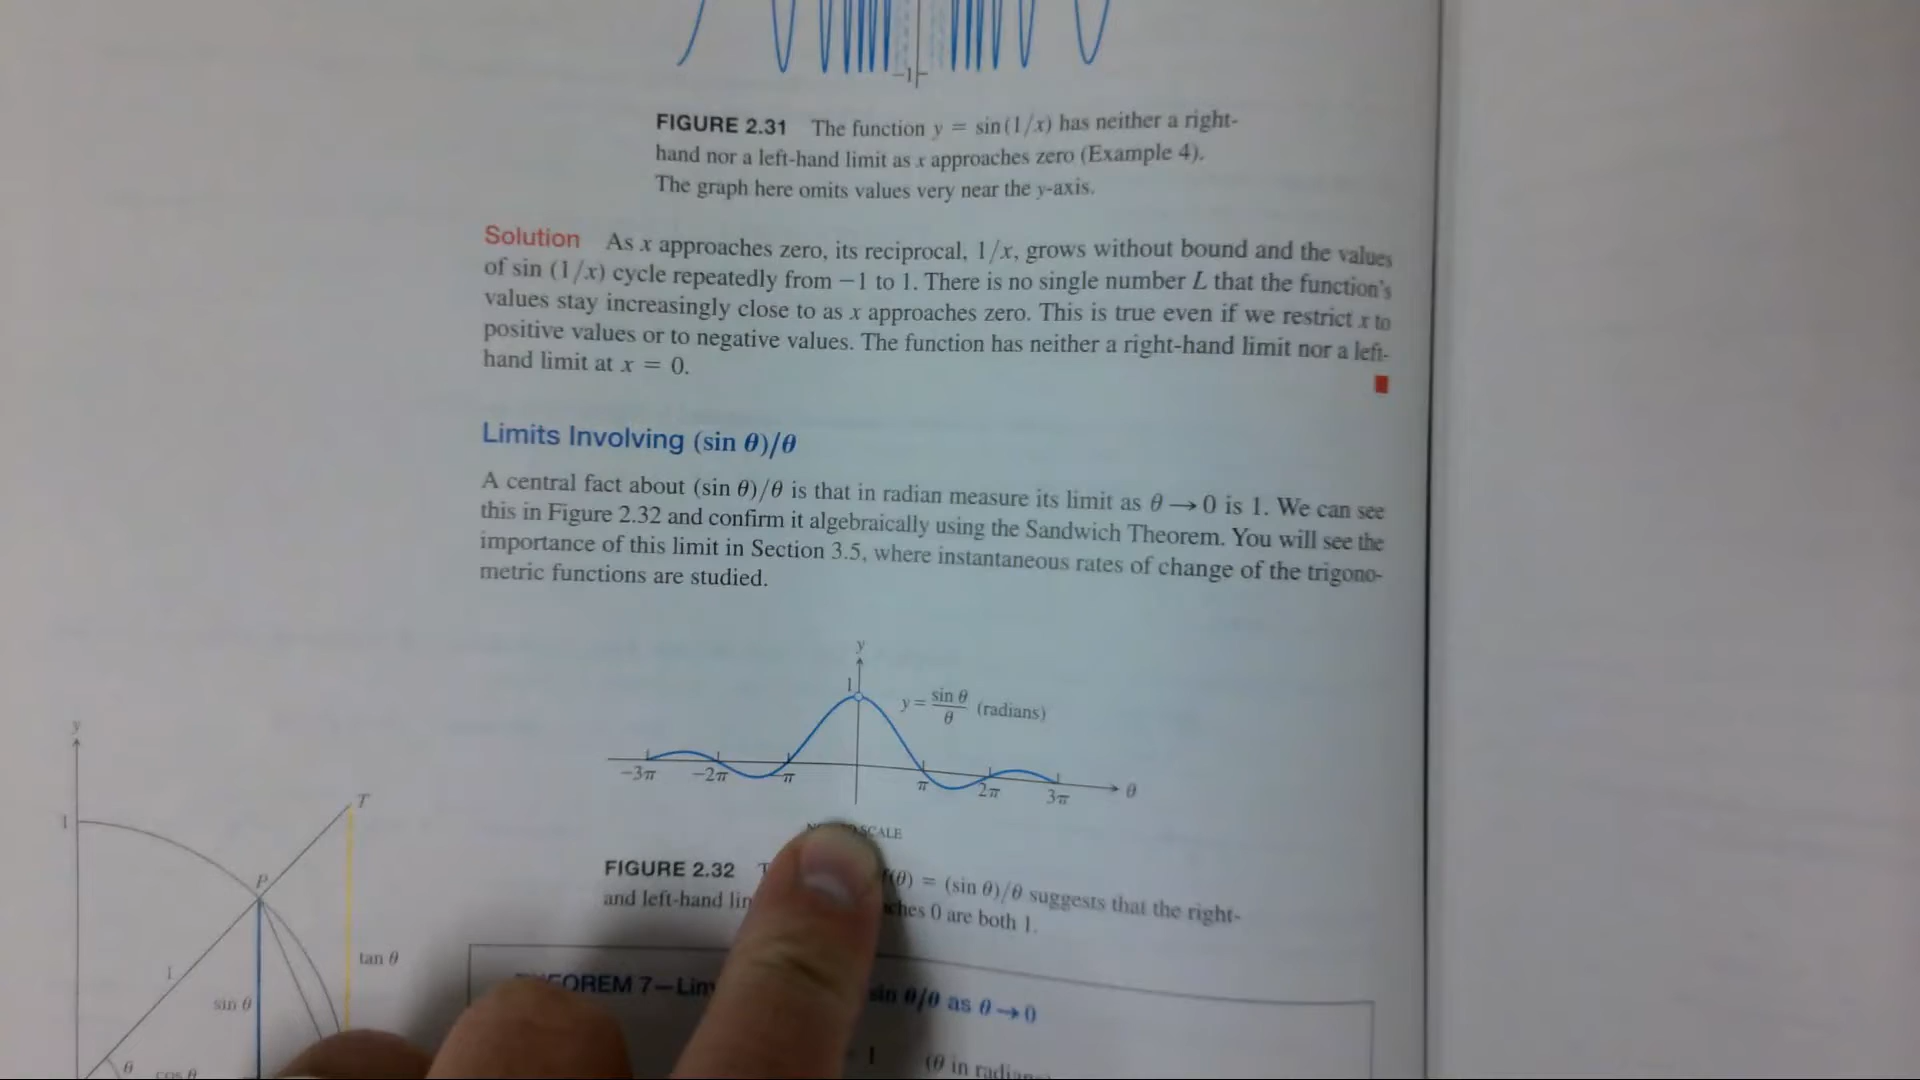 −1
FIGURE 2.31 The function y = sin(1/x) has neither a right-
hand nor a left-hand limit as x approaches zero (Example 4).
The graph here omits values very near the y-axis.
Solution As x approaches zero, its reciprocal, 1/x, grows without bound and the values
of sin (1/x) cycle repeatedly from −1 to 1. There is no single number L that the function's
values stay increasingly close to as x approaches zero. This is true even if we restrict x to
positive values or to negative values. The function has neither a right-hand limit nor a left-
hand limit at x = 0.
Limits Involving (sin θ)/θ
A central fact about (sin θ)/θ is that in radian measure its limit as θ → 0 is 1. We can see
this in Figure 2.32 and confirm it algebraically using the Sandwich Theorem. You will see the
importance of this limit in Section 3.5, where instantaneous rates of change of the trigono-
metric functions are studied.
y
1
y = sin θ/θ (radians)
−3π −2π −π π 2π 3π θ
SCALE
FIGURE 2.32 (θ) = (sin θ)/θ suggests that the right-
and left-hand 0 are both 1.
THEOREM 7—sin θ/θ as θ → 0
1 (θ in radians)
y
1
T
P
1
tan θ
sin θ
θ
cos θ